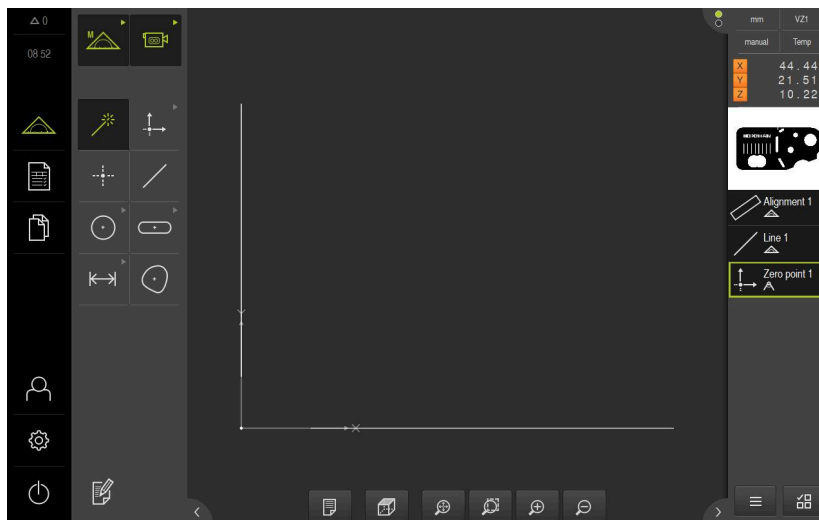 0
08:52
M
X
Y
mm
VZ1
manual
Temp
X 44.44
Y 21.51
Z 10.22
HEIDENHAIN
Alignment 1
Line 1
Zero point 1